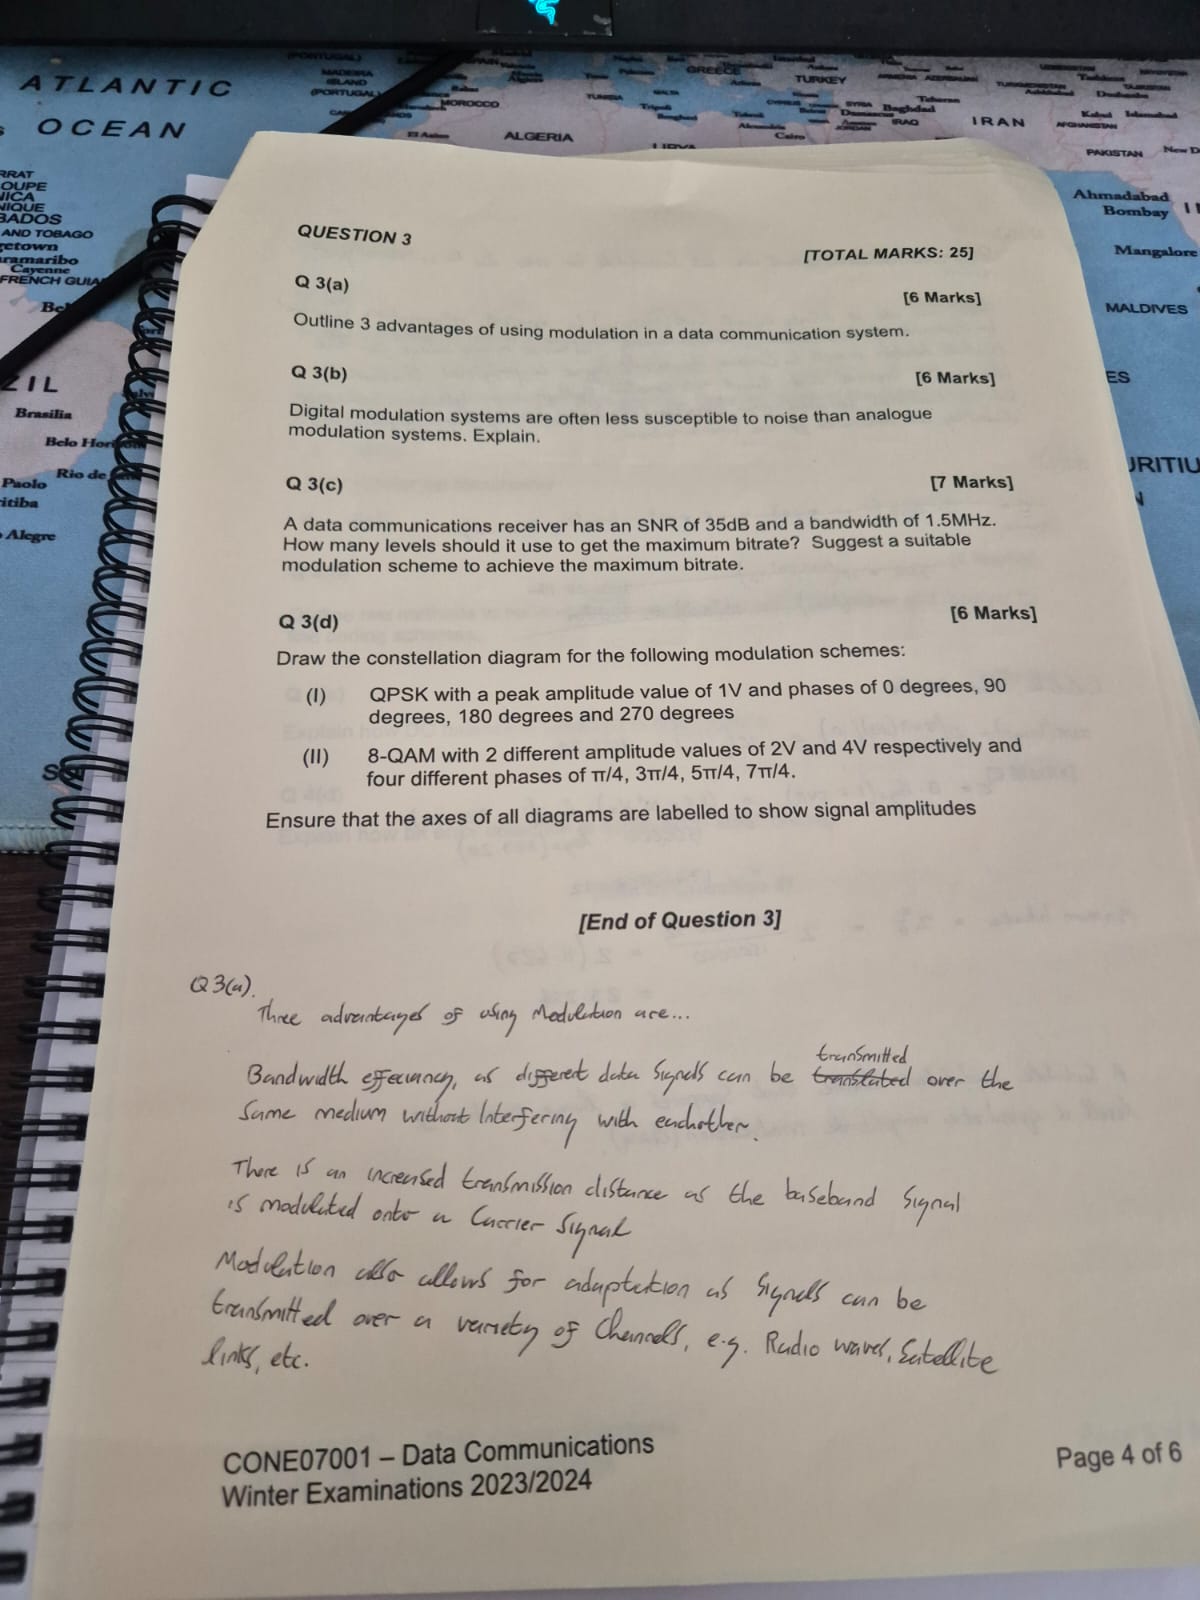 ATLANTIC
OCEAN
MADEIRA
ISLAND
(PORTUGAL)
MOROCCO
ALGERIA
GREECE
TURKEY
Baghdad
IRAQ
Cairo
IRAN
PAKISTAN
Ahmadabad
Bombay
Mangalore
MALDIVES
BADOS
AND TOBAGO
getown
aramaribo
Cayenne
FRENCH GUIA
ZIL
Brasilia
Belo Hor
Rio de
Paolo
Alegre
QUESTION 3
[TOTAL MARKS: 25]
Q 3(a)
[6 Marks]
Outline 3 advantages of using modulation in a data communication system.
Q 3(b)
[6 Marks]
Digital modulation systems are often less susceptible to noise than analogue
modulation systems. Explain.
Q 3(c)
[7 Marks]
A data communications receiver has an SNR of 35dB and a bandwidth of 1.5MHz.
How many levels should it use to get the maximum bitrate? Suggest a suitable
modulation scheme to achieve the maximum bitrate.
Q 3(d)
[6 Marks]
Draw the constellation diagram for the following modulation schemes:
(I) QPSK with a peak amplitude value of 1V and phases of 0 degrees, 90
degrees, 180 degrees and 270 degrees
(II) 8-QAM with 2 different amplitude values of 2V and 4V respectively and
four different phases of π/4, 3π/4, 5π/4, 7π/4.
Ensure that the axes of all diagrams are labelled to show signal amplitudes
[End of Question 3]
Q3(a).
Three advantages of using Modulation are...
transmitted
Bandwidth effeciancy, as different data signals can be translated over the
same medium without Interfering with eachother.
There is an increased transmission distance as the baseband signal
is modulated onto a Carrier Signal
Modulation also allows for adaptation as signals can be
transmitted over a variety of Channels, e.g. Radio waves, Satellite
links, etc.
CONE07001 – Data Communications
Winter Examinations 2023/2024
Page 4 of 6